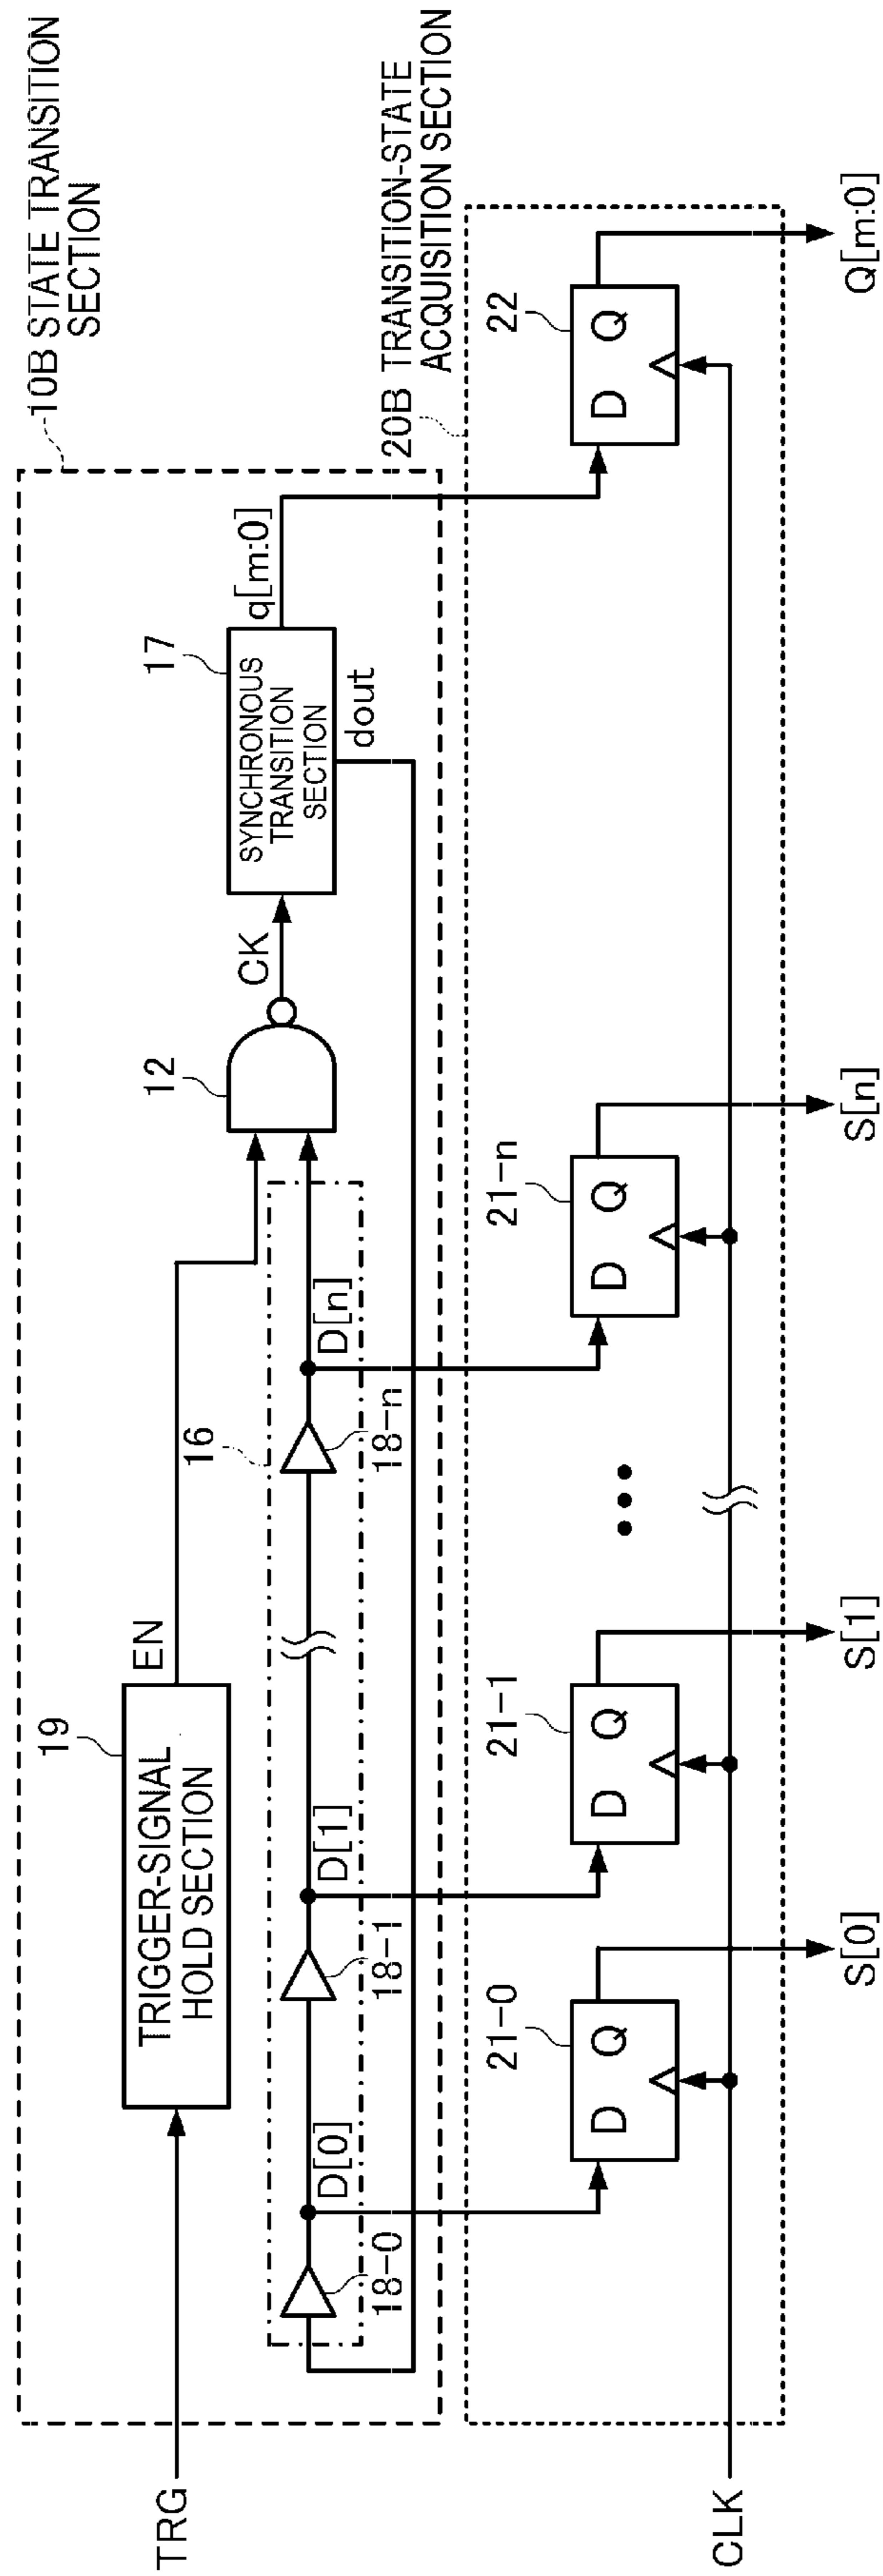 10B STATE TRANSITION
SECTION
20B TRANSITION-STATE
ACQUISITION SECTION
TRG
19
TRIGGER-SIGNAL
HOLD SECTION
EN
16
12
CK
17
SYNCHRONOUS
TRANSITION
SECTION
q[m:0]
dout
18-0
D[0]
18-1
D[1]
18-n
D[n]
21-0
D Q
21-1
D Q
21-n
D Q
22
D Q
CLK
S[0]
S[1]
S[n]
Q[m:0]